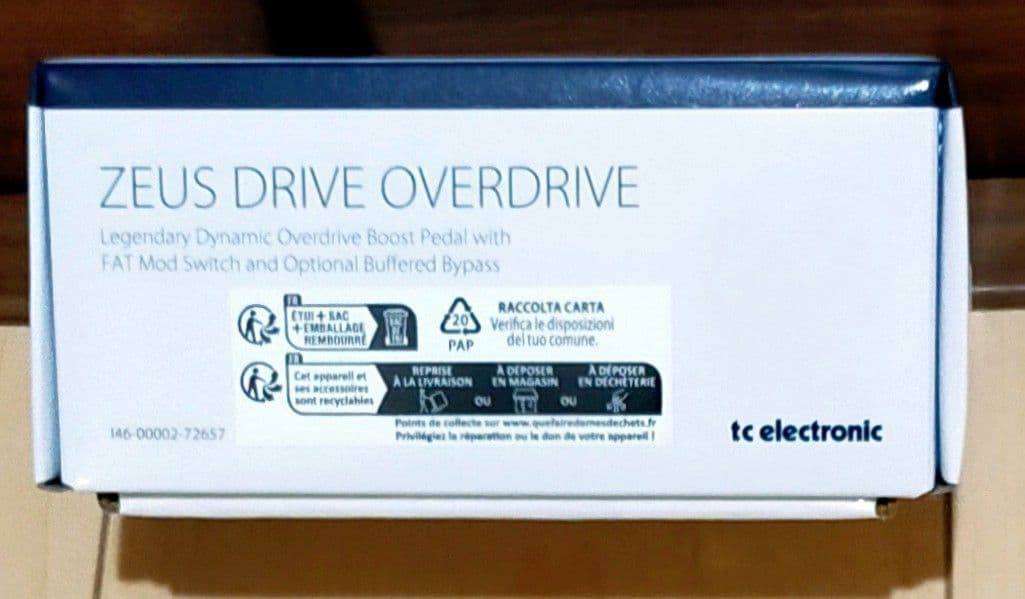 ZEUS DRIVE OVERDRIVE
Legendary Dynamic Overdrive Boost Pedal with
FAT Mod Switch and Optional Buffered Bypass
FR
ÉTUI + SAC
+ EMBALLAGE
REMBOURRÉ
20
PAP
RACCOLTA CARTA
Verifica le disposizioni
del tuo comune.
FR
Cet appareil et
ses accessoires
sont recyclables
REPRISE
À LA LIVRAISON
OU
À DÉPOSER
EN MAGASIN
OU
À DÉPOSER
EN DÉCHÈTERIE
Points de collecte sur www.quefairedemesdechets.fr
Privilégiez la réparation ou le don de votre appareil !
146-00002-72657
tc electronic